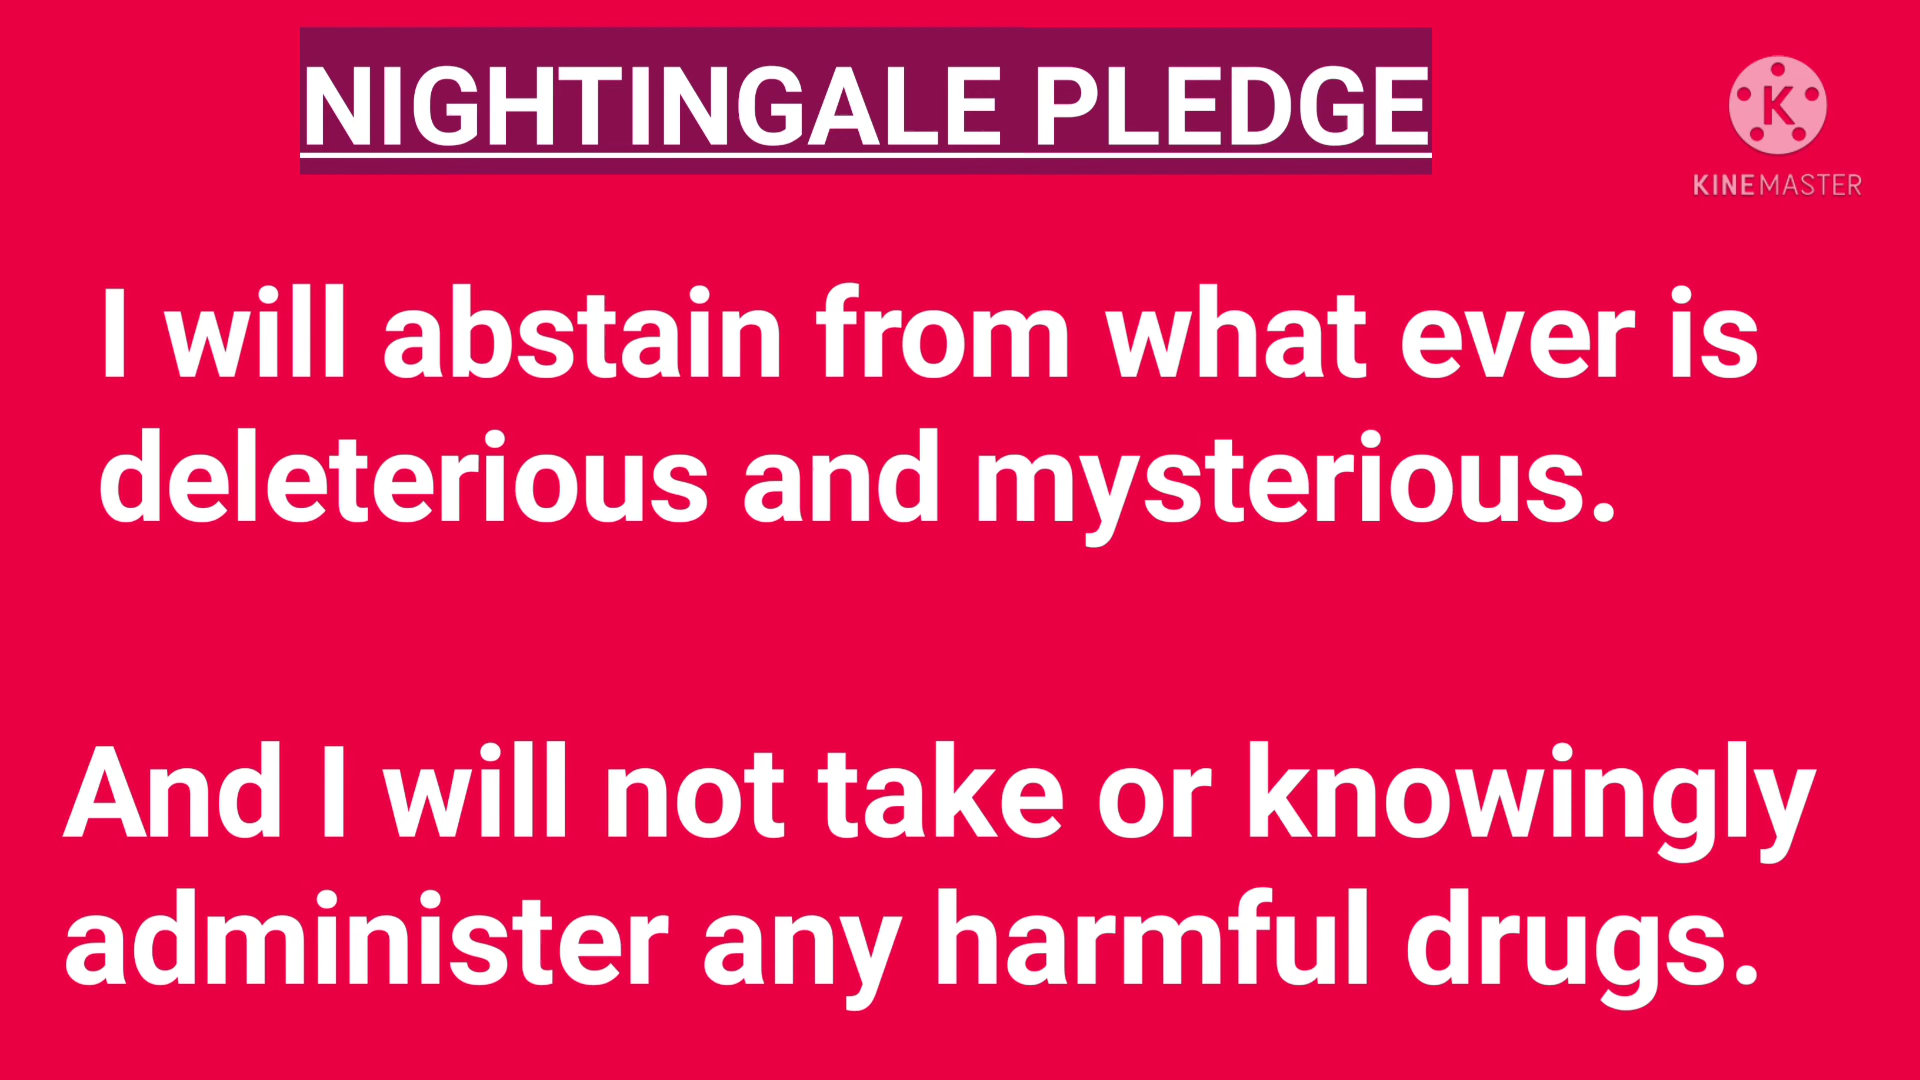 NIGHTINGALE PLEDGE
K
KINEMASTER
I will abstain from what ever is
deleterious and mysterious.
And I will not take or knowingly
administer any harmful drugs.